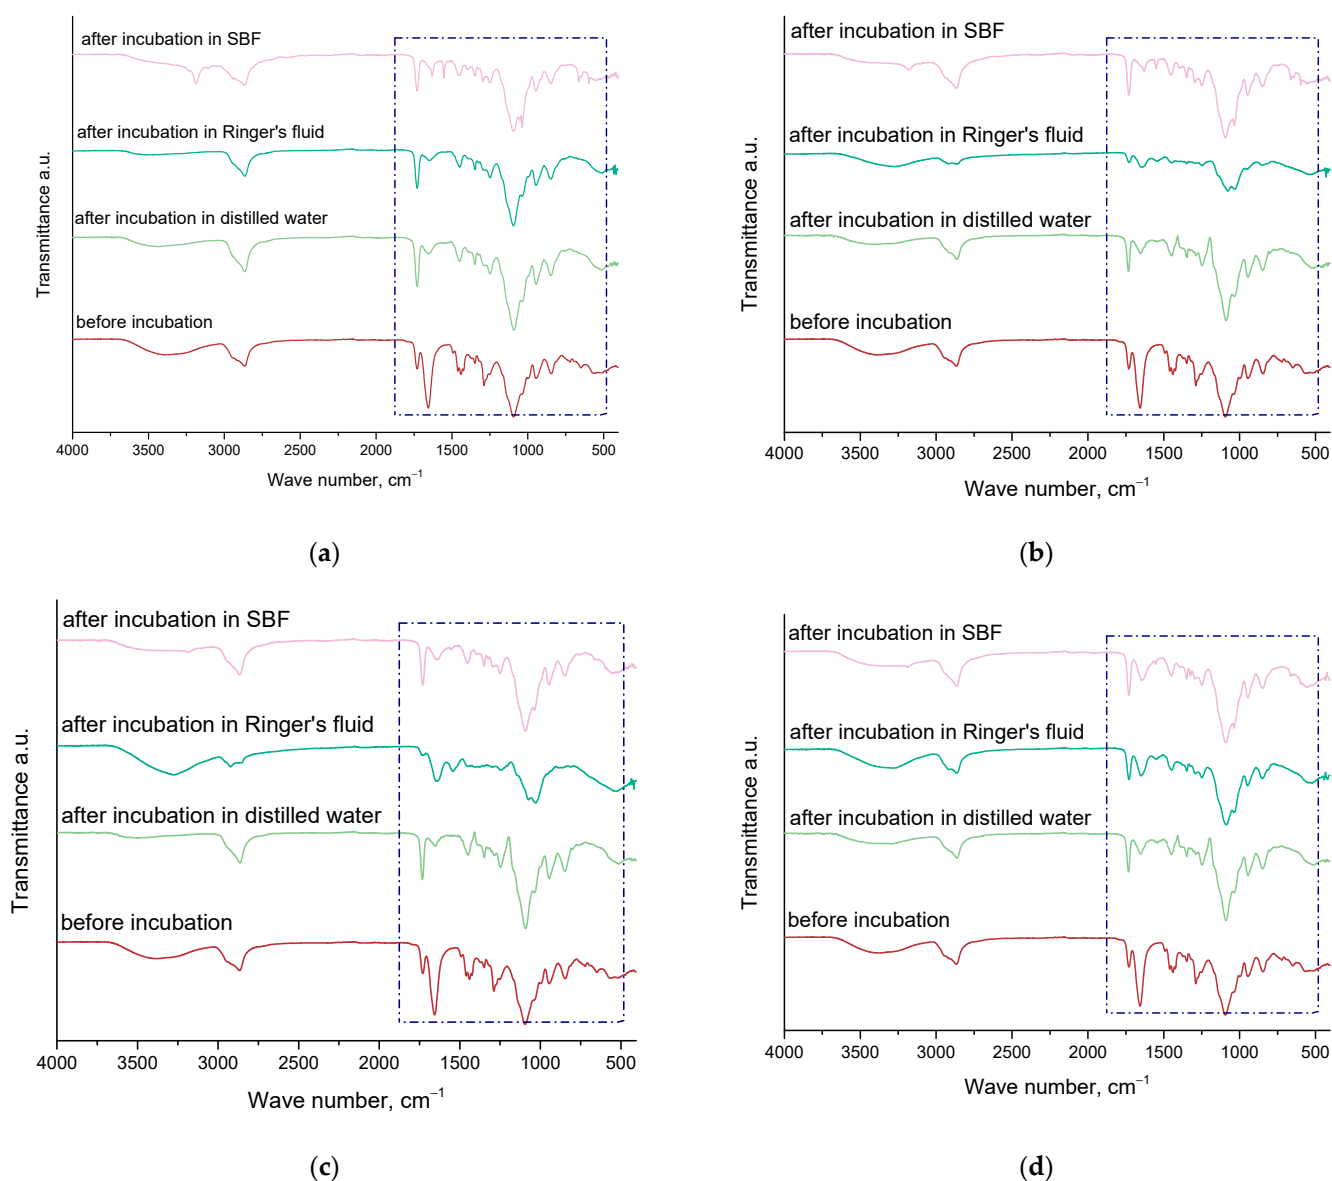 after incubation in SBF
after incubation in Ringer's fluid
after incubation in distilled water
before incubation
Transmittance a.u.
4000 3500 3000 2500 2000 1500 1000 500
Wave number, cm⁻¹
(a)
after incubation in SBF
after incubation in Ringer's fluid
after incubation in distilled water
before incubation
Transmittance a.u.
4000 3500 3000 2500 2000 1500 1000 500
Wave number, cm⁻¹
(b)
after incubation in SBF
after incubation in Ringer's fluid
after incubation in distilled water
before incubation
Transmittance a.u.
4000 3500 3000 2500 2000 1500 1000 500
Wave number, cm⁻¹
(c)
after incubation in SBF
after incubation in Ringer's fluid
after incubation in distilled water
before incubation
Transmittance a.u.
4000 3500 3000 2500 2000 1500 1000 500
Wave number, cm⁻¹
(d)